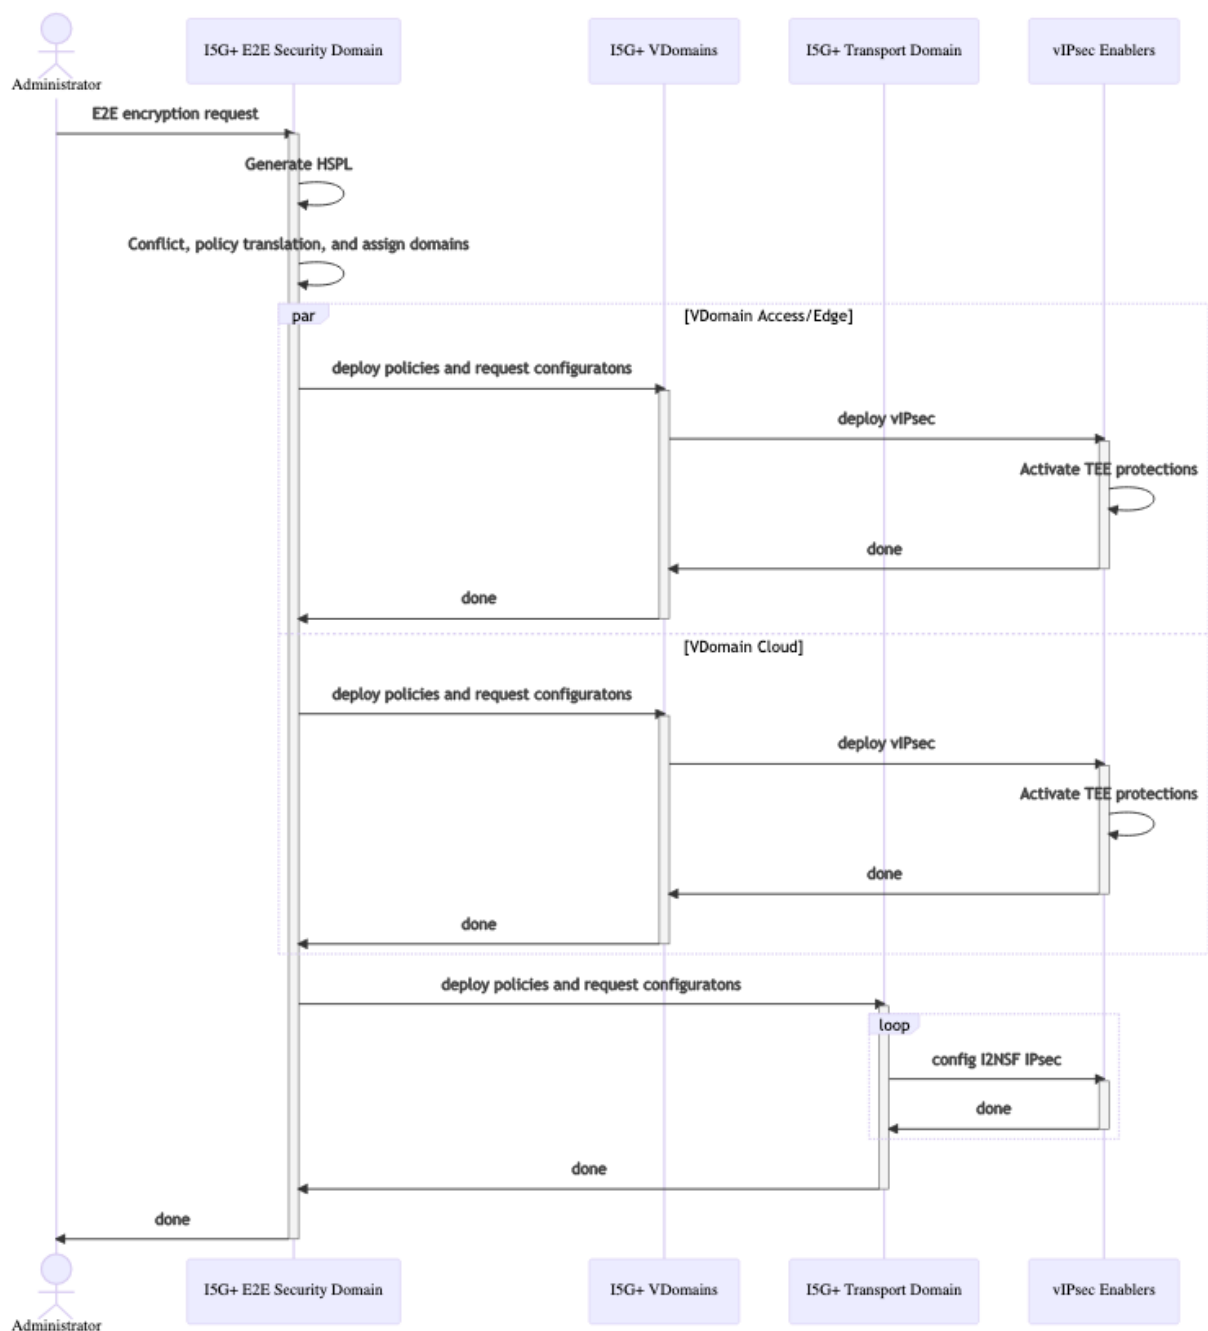 I5G+ E2E Security Domain
I5G+ VDomains
I5G+ Transport Domain
vIPsec Enablers
Administrator
E2E encryption request
Generate HSPL
Conflict, policy translation, and assign domains
par
[VDomain Access/Edge]
deploy policies and request configuratons
deploy vIPsec
Activate TEE protections
done
done
[VDomain Cloud]
deploy policies and request configuratons
deploy vIPsec
Activate TEE protections
done
done
deploy policies and request configuratons
loop
config I2NSF IPsec
done
done
done
I5G+ E2E Security Domain
I5G+ VDomains
I5G+ Transport Domain
vIPsec Enablers
Administrator